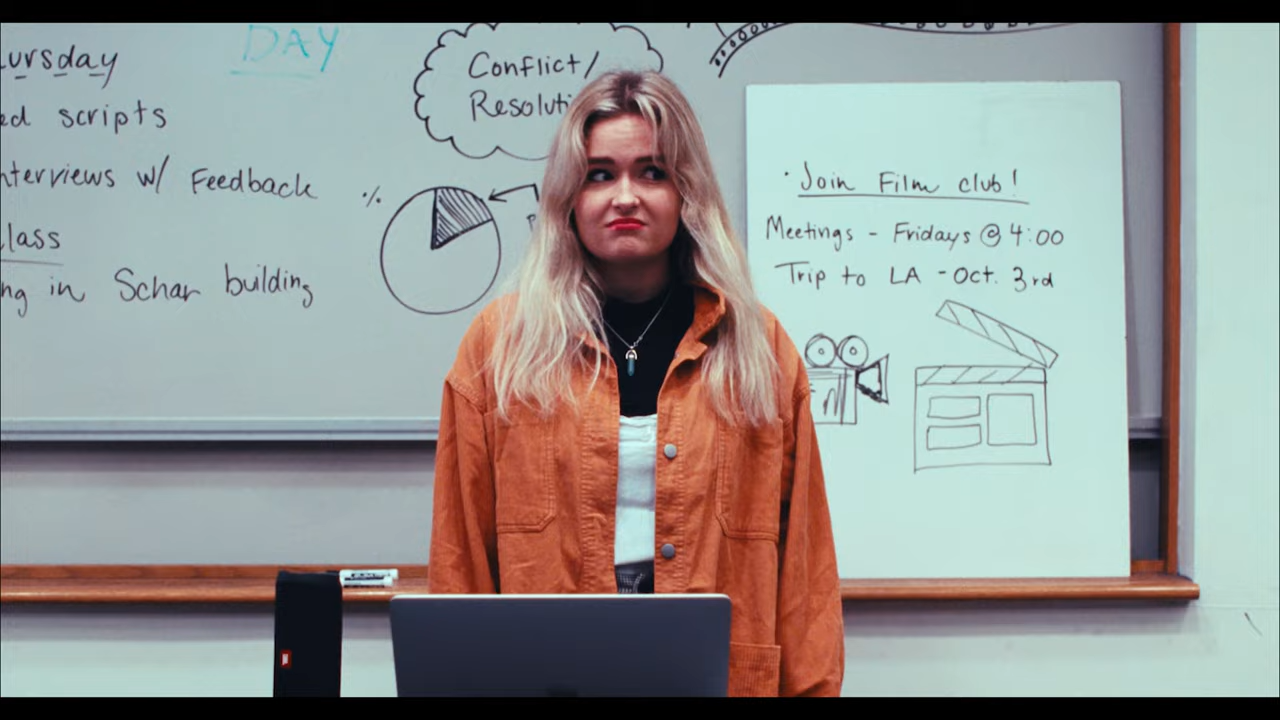 ursday
DAY
ed scripts
nterviews w/ Feedback
lass
ng in Schar building
Conflict/
Resoluti
%
· Join Film club!
Meetings - Fridays @ 4:00
Trip to LA - Oct. 3rd